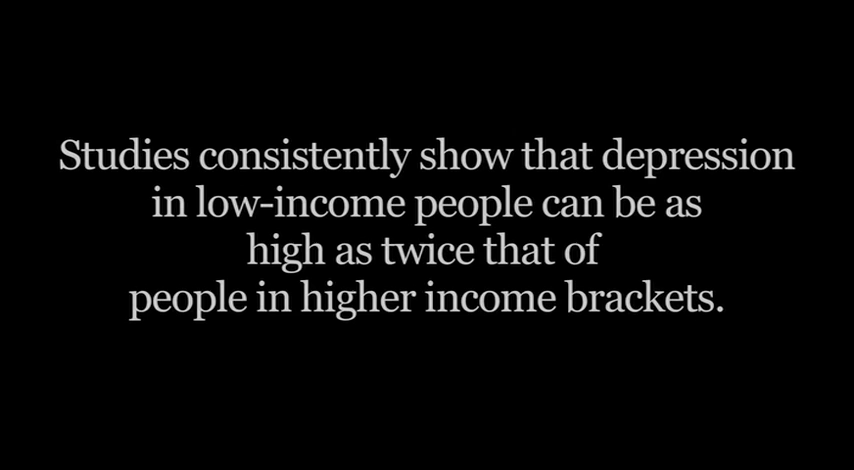 Studies consistently show that depression
in low-income people can be as
high as twice that of
people in higher income brackets.